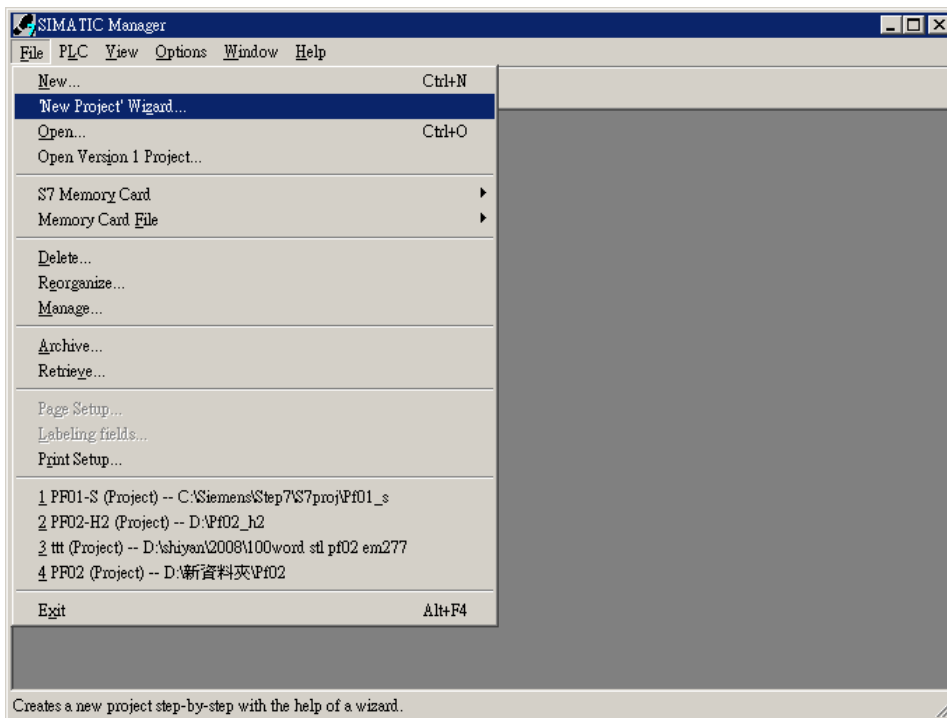 SIMATIC Manager
File PLC View Options Window Help
New... Ctrl+N
'New Project' Wizard...
Open... Ctrl+O
Open Version 1 Project...
S7 Memory Card
Memory Card File
Delete...
Reorganize...
Manage...
Archive...
Retrieve...
Page Setup...
Labeling fields...
Print Setup...
1 PF01-S (Project) -- C:\Siemens\Step7\S7proj\Pf01_s
2 PF02-H2 (Project) -- D:\Pf02_h2
3 ttt (Project) -- D:\shiyan\2008\100word stl pf02 em277
4 PF02 (Project) -- D:\新資料夾\Pf02
Exit Alt+F4
Creates a new project step-by-step with the help of a wizard.